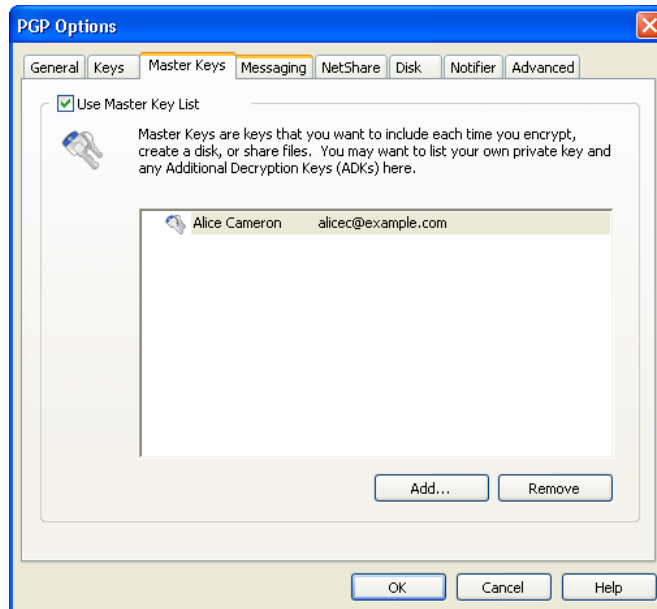 PGP Options
General Keys Master Keys Messaging NetShare Disk Notifier Advanced
Use Master Key List
Master Keys are keys that you want to include each time you encrypt,
create a disk, or share files.  You may want to list your own private key and
any Additional Decryption Keys (ADKs) here.
Alice Cameron alicec@example.com
Add... Remove
OK Cancel Help